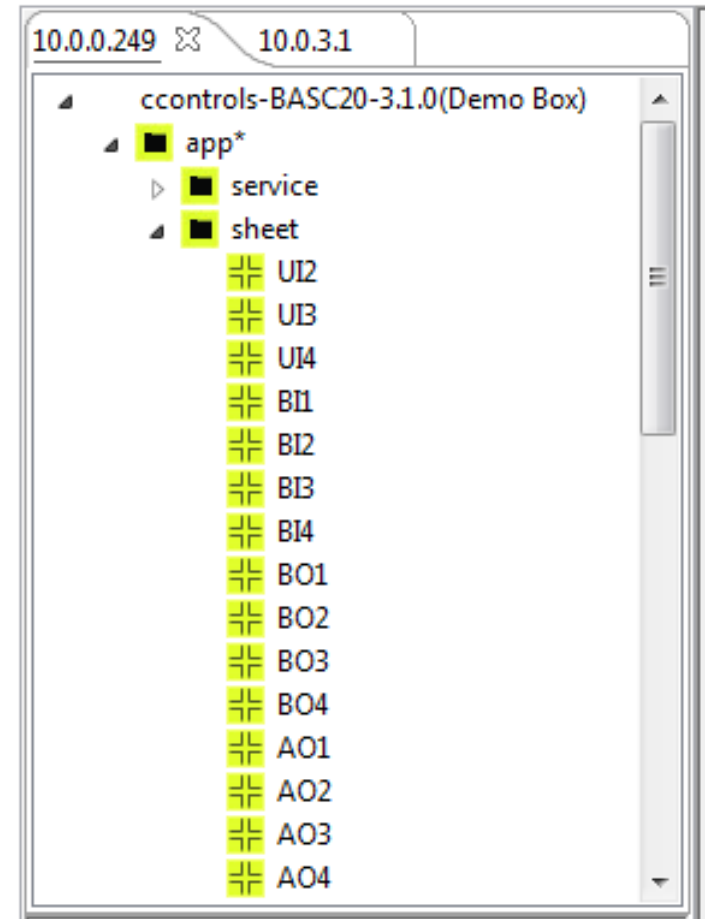 10.0.0.249 10.0.3.1
ccontrols-BASC20-3.1.0(Demo Box)
app*
service
sheet
UI2
UI3
UI4
BI1
BI2
BI3
BI4
BO1
BO2
BO3
BO4
AO1
AO2
AO3
AO4